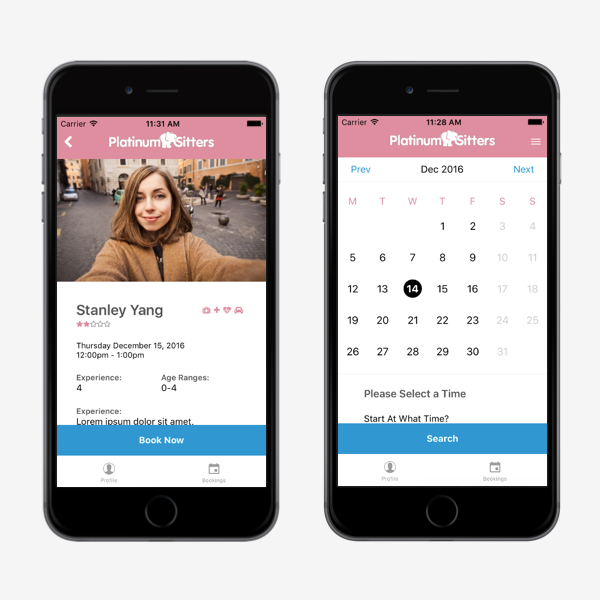 Carrier 11:31 AM
Platinum Sitters
Stanley Yang
Thursday December 15, 2016
12:00pm - 1:00pm
Experience: Age Ranges:
4 0-4
Experience:
Lorem ipsum dolor sit amet,
Book Now
Profile Bookings
Carrier 11:28 AM
Platinum Sitters
Prev Dec 2016 Next
M T W T F S S
1 2 3 4
5 6 7 8 9 10 11
12 13 14 15 16 17 18
19 20 21 22 23 24 25
26 27 28 29 30 31
Please Select a Time
Start At What Time?
Search
Profile Bookings